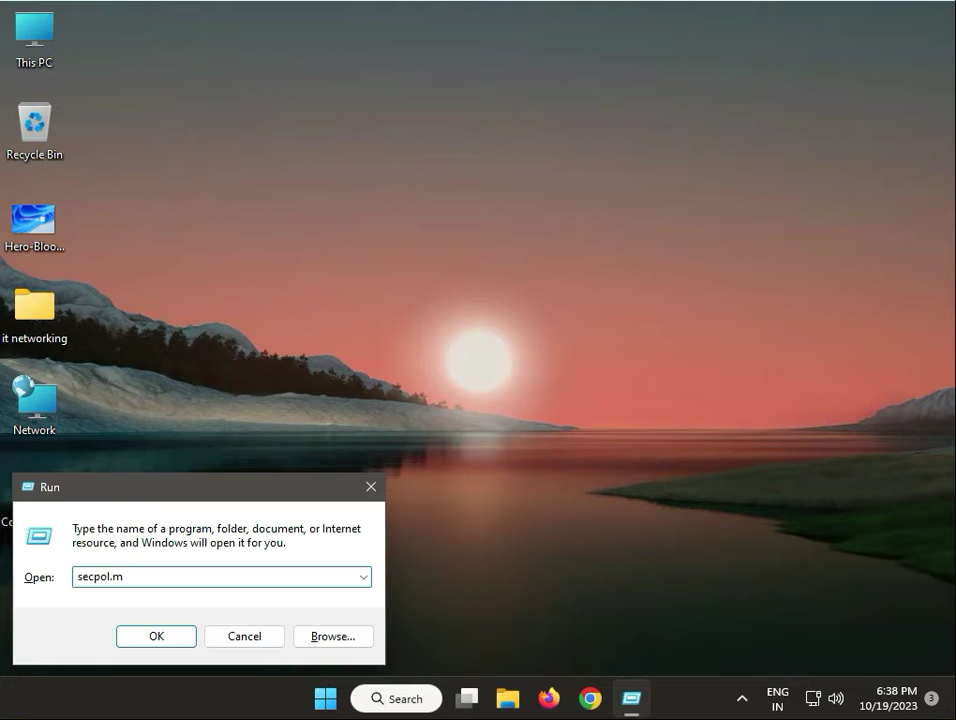 This PC
Recycle Bin
Hero-Bloo...
it networking
Network
Run
Type the name of a program, folder, document, or Internet
resource, and Windows will open it for you.
Open:
secpol.m
OK
Cancel
Browse...
Search
ENG
IN
6:38 PM
10/19/2023
3